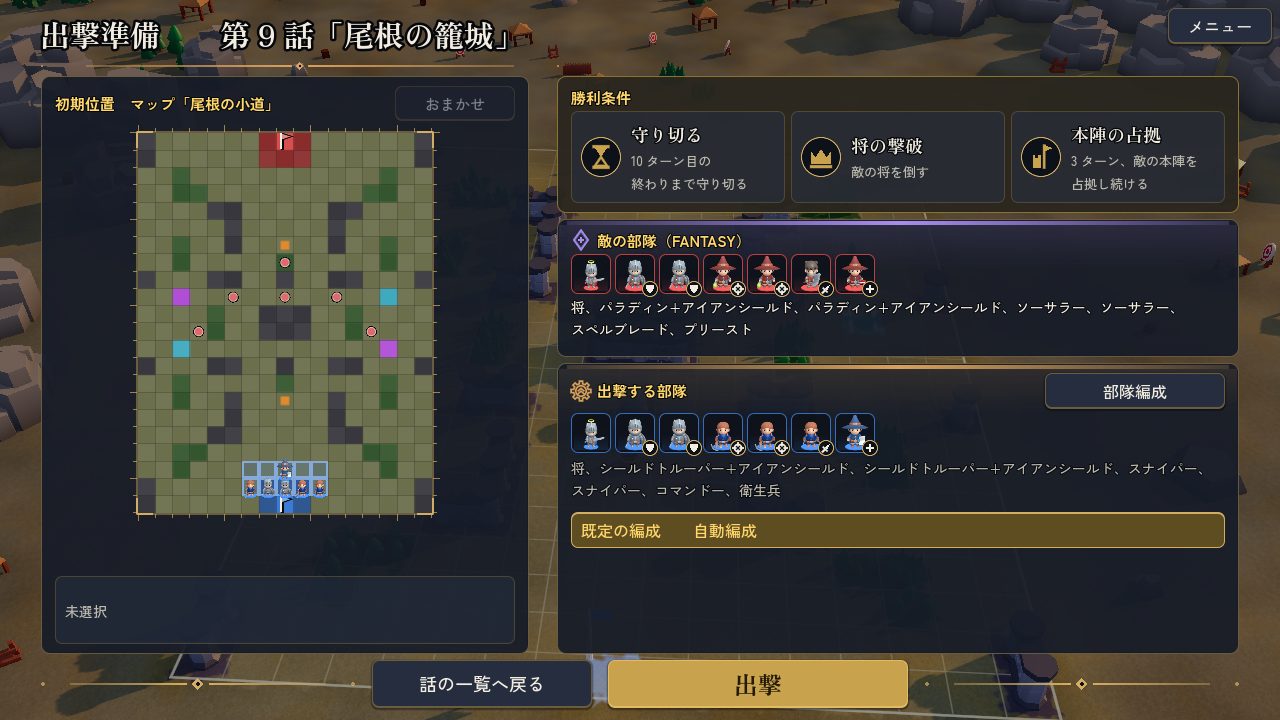 出撃準備　　第９話「尾根の籠城」
メニュー
初期位置　マップ「尾根の小道」
おまかせ
未選択
勝利条件
守り切る
10 ターン目の
終わりまで守り切る
将の撃破
敵の将を倒す
本陣の占拠
3 ターン、敵の本陣を
占拠し続ける
敵の部隊（FANTASY）
将、パラディン＋アイアンシールド、パラディン＋アイアンシールド、ソーサラー、ソーサラー、
スペルブレード、プリースト
出撃する部隊
部隊編成
将、シールドトルーパー＋アイアンシールド、シールドトルーパー＋アイアンシールド、スナイパー、
スナイパー、コマンドー、衛生兵
既定の編成　　自動編成
話の一覧へ戻る
出撃